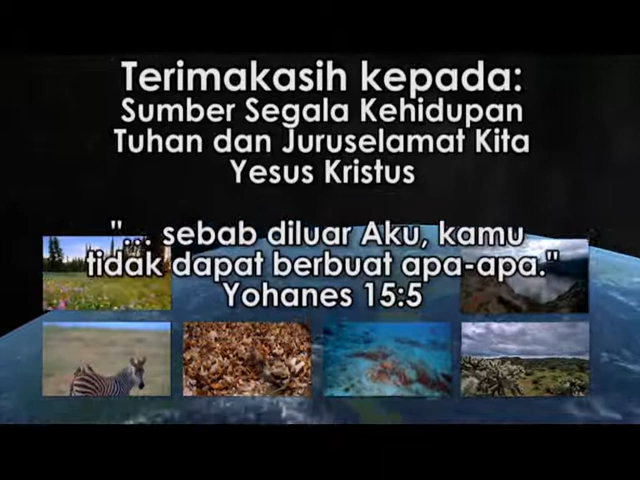 Terimakasih kepada:
Sumber Segala Kehidupan
Tuhan dan Juruselamat Kita
Yesus Kristus
"... sebab diluar Aku, kamu
tidak dapat berbuat apa-apa."
Yohanes 15:5